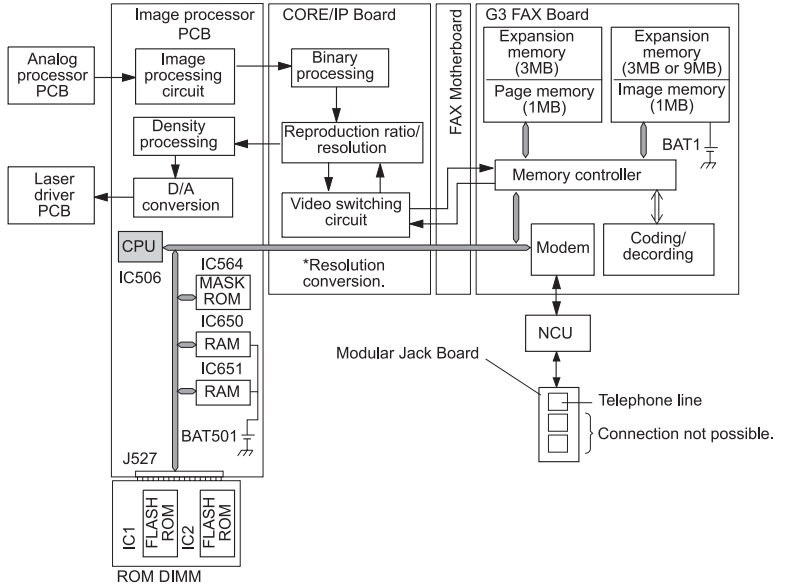 Image processor
PCB
CORE/IP Board
FAX Motherboard
G3 FAX Board
Analog
processor
PCB
Image
processing
circuit
Binary
processing
Expansion
memory
(3MB)
Page memory
(1MB)
Expansion
memory
(3MB or 9MB)
Image memory
(1MB)
BAT1
Density
processing
Reproduction ratio/
resolution
Memory controller
Laser
driver
PCB
D/A
conversion
Video switching
circuit
CPU
IC506
*Resolution
conversion.
Modem
Coding/
decording
IC564
MASK
ROM
IC650
RAM
IC651
RAM
BAT501
NCU
Modular Jack Board
Telephone line
Connection not possible.
J527
IC1
FLASH
ROM
IC2
FLASH
ROM
ROM DIMM